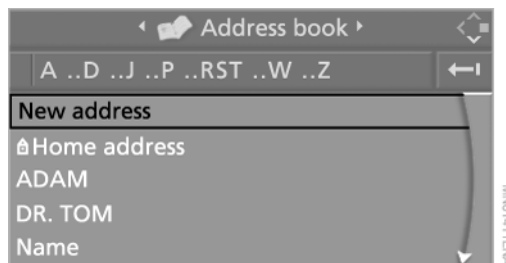 Address book
A ..D ..J ..P ..RST ..W ..Z
New address
Home address
ADAM
DR. TOM
Name